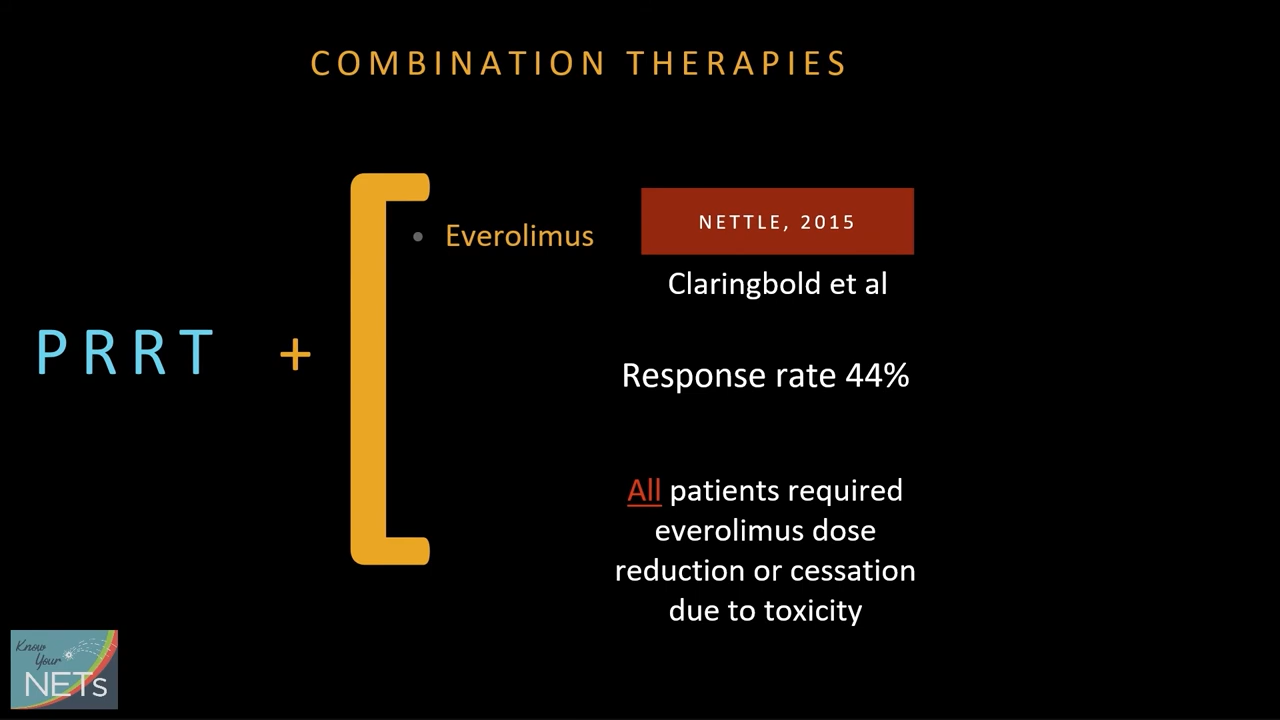 COMBINATION THERAPIES
PRRT +
• Everolimus
NETTLE, 2015
Claringbold et al
Response rate 44%
All patients required
everolimus dose
reduction or cessation
due to toxicity
Know
Your
NETs